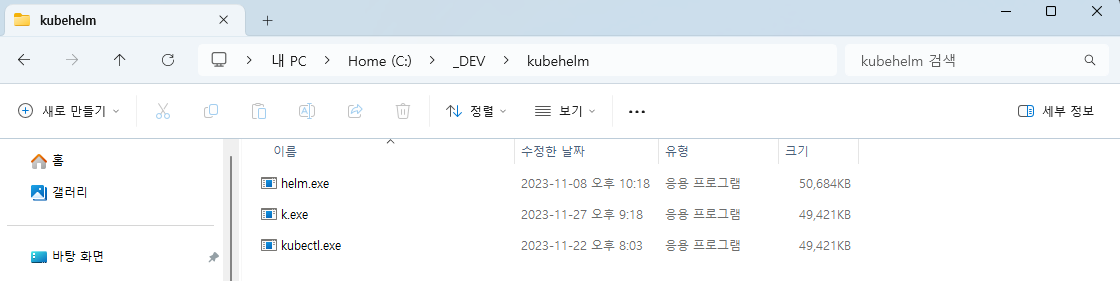 kubehelm
내 PC > Home (C:) > _DEV > kubehelm
kubehelm 검색
새로 만들기
정렬
보기
세부 정보
이름 수정한 날짜 유형 크기
홈
갤러리
바탕 화면
helm.exe 2023-11-08 오후 10:18 응용 프로그램 50,684KB
k.exe 2023-11-27 오후 9:18 응용 프로그램 49,421KB
kubectl.exe 2023-11-22 오후 8:03 응용 프로그램 49,421KB